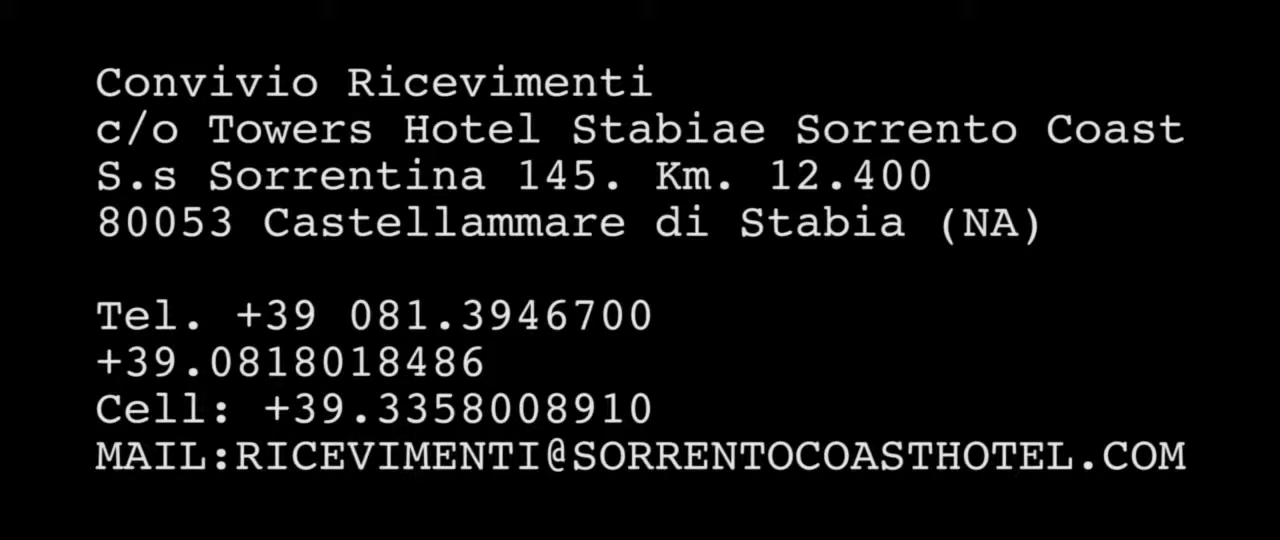 Convivio Ricevimenti
c/o Towers Hotel Stabiae Sorrento Coast
S.s Sorrentina 145. Km. 12.400
80053 Castellammare di Stabia (NA)
Tel. +39 081.3946700
+39.0818018486
Cell: +39.3358008910
MAIL:RICEVIMENTI@SORRENTOCOASTHOTEL.COM